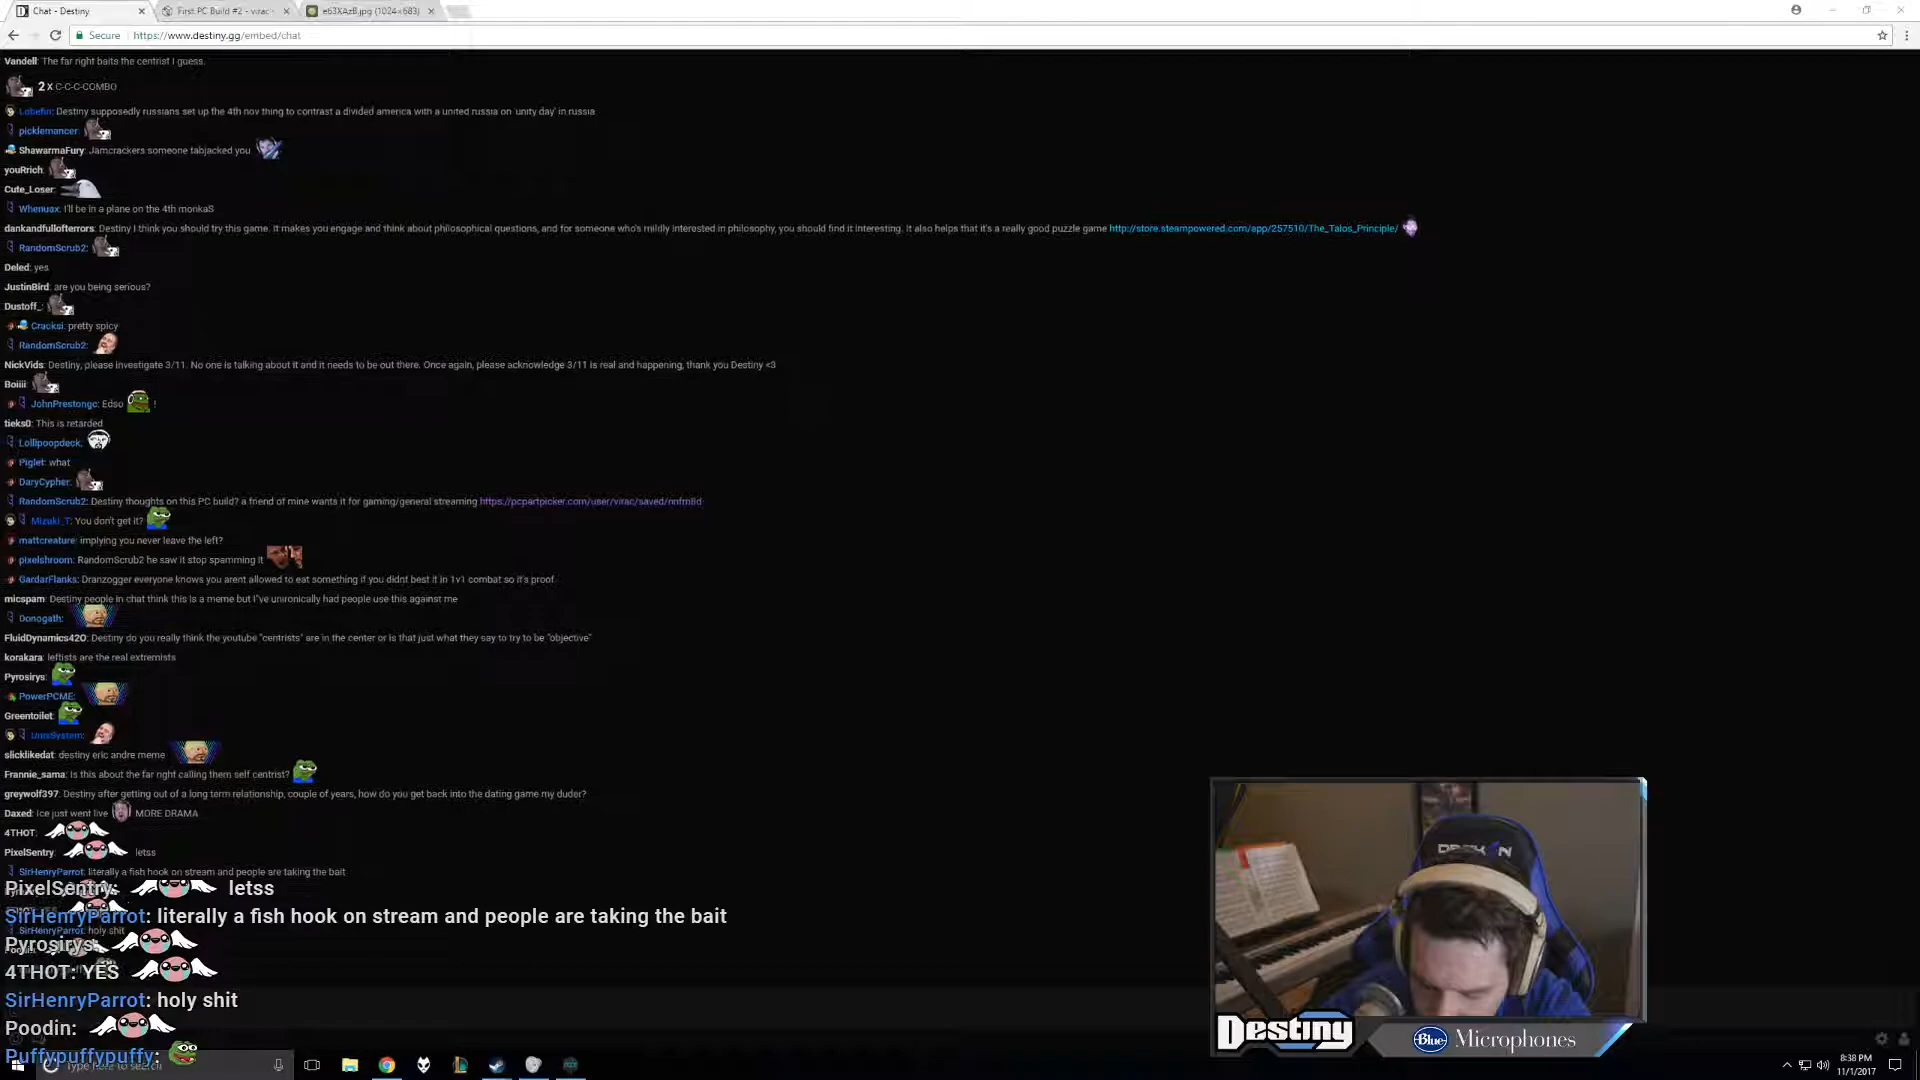 Chat - Destiny
First PC Build #2 - virac
e63XAzB.jpg (1024×683)
Secure
https://www.destiny.gg/embed/chat
Vandell: The far right baits the centrist I guess.
2 x C-C-C-COMBO
Lobefin: Destiny supposedly russians set up the 4th nov thing to contrast a divided america with a united russia on 'unity day' in russia
picklemancer:
ShawarmaFury: Jamcrackers someone tabjacked you
youRrich:
Cute_Loser:
Whenuax: I'll be in a plane on the 4th monkaS
dankandfullofterrors: Destiny I think you should try this game. It makes you engage and think about philosophical questions, and for someone who's mildly interested in philosophy, you should find it interesting. It also helps that it's a really good puzzle game http://store.steampowered.com/app/257510/The_Talos_Principle/
RandomScrub2:
Deled: yes
JustinBird: are you being serious?
Dustoff_:
Cracksi: pretty spicy
RandomScrub2:
NickVids: Destiny, please investigate 3/11. No one is talking about it and it needs to be out there. Once again, please acknowledge 3/11 is real and happening, thank you Destiny <3
Boiiii:
JohnPrestongc: Edso !
tieks0: This is retarded
Lollipoopdeck:
Piglet: what
DaryCypher:
RandomScrub2: Destiny thoughts on this PC build? a friend of mine wants it for gaming/general streaming https://pcpartpicker.com/user/virac/saved/nnfm8d
Mizuki_T: You don't get it?
mattcreature: implying you never leave the left?
pixelshroom: RandomScrub2 he saw it stop spamming it
GardarFlanks: Dranzogger everyone knows you arent allowed to eat something if you didnt best it in 1v1 combat so it's proof
micspam: Destiny people in chat think this is a meme but I've unironically had people use this against me
Donogath:
FluidDynamics420: Destiny do you really think the youtube "centrists" are in the center or is that just what they say to try to be "objective"
korakara: leftists are the real extremists
Pyrosirys:
PowerPCME:
Greentoilet:
UnisSystem:
slicklikedat: destiny eric andre meme
Frannie_sama: Is this about the far right calling them self centrist?
greywolf397: Destiny after getting out of a long term relationship, couple of years, how do you get back into the dating game my duder?
Daxed: Ice just went live MORE DRAMA
4THOT:
PixelSentry: letss
SirHenryParrot: literally a fish hook on stream and people are taking the bait
PixelSentry: letss
SirHenryParrot: literally a fish hook on stream and people are taking the bait
SirHenryParrot: holy shit
Pyrosirys:
4THOT: YES
SirHenryParrot: holy shit
Poodin:
Puffypuffypuffy:
Type here to search
DRAKON
Destiny
Blue Microphones
8:38 PM
11/1/2017